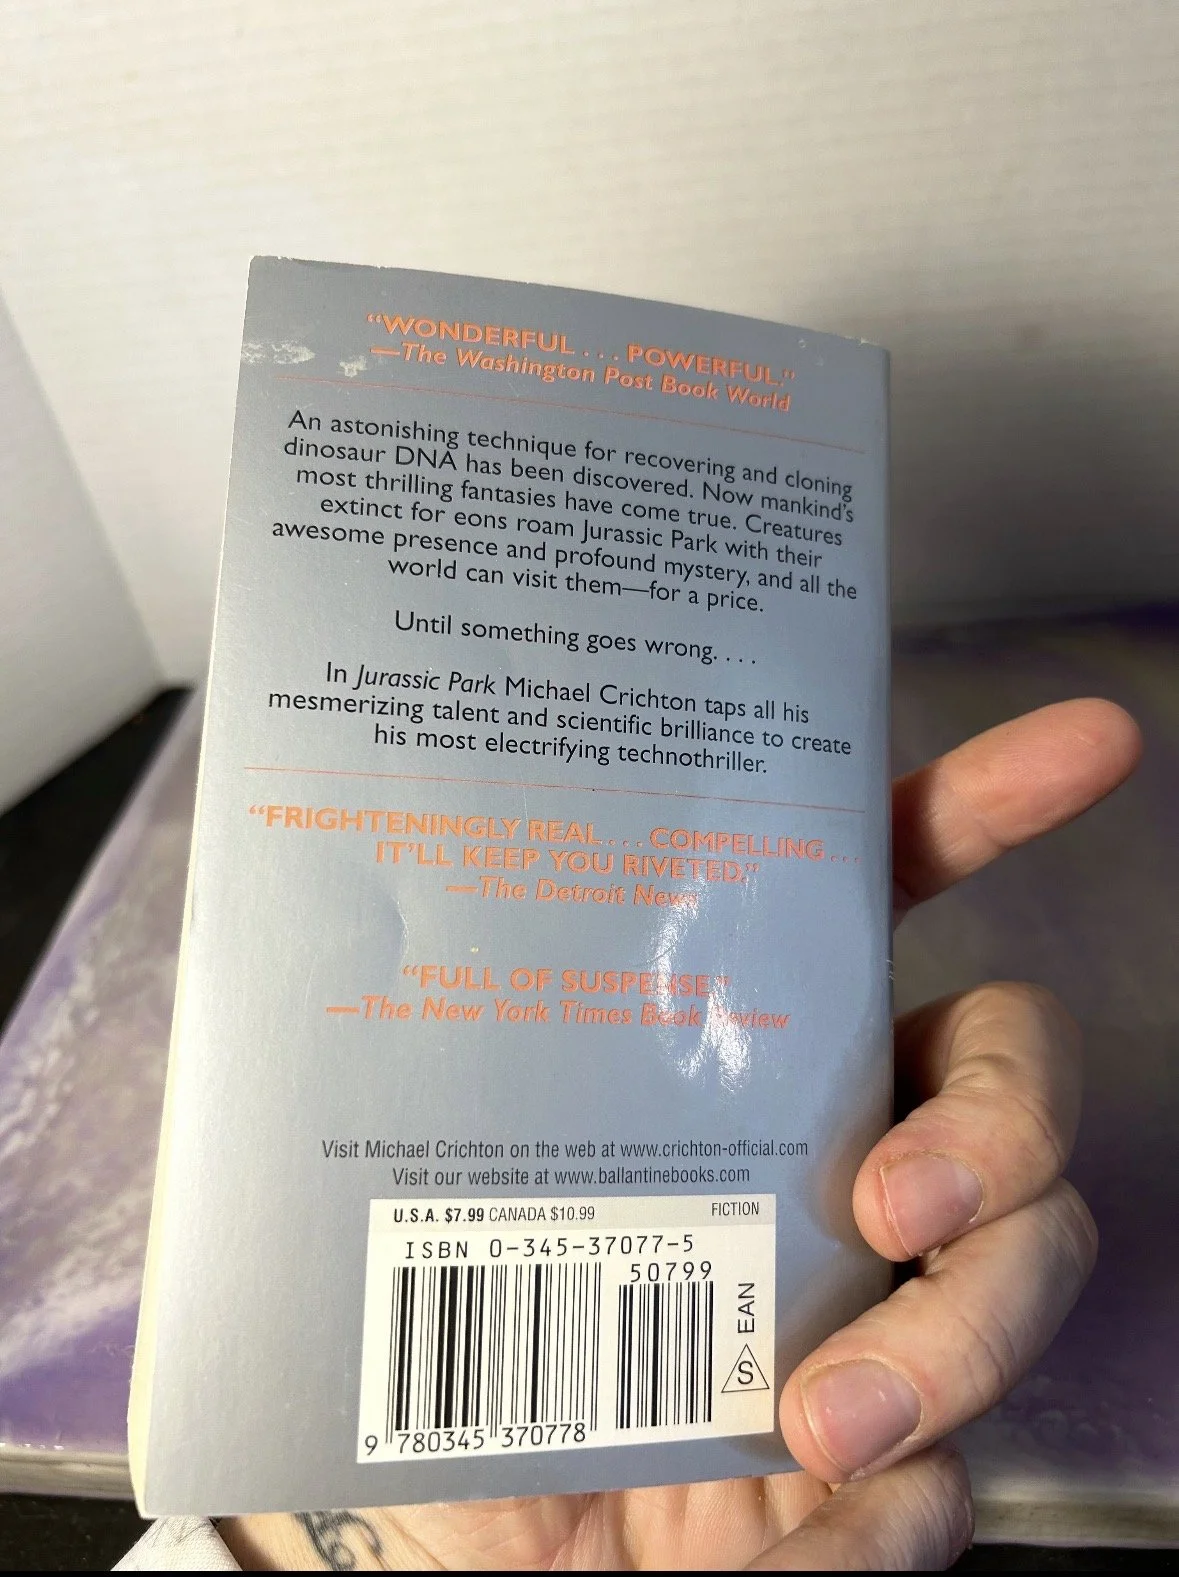 “WONDERFUL . . . POWERFUL.”
—The Washington Post Book World
An astonishing technique for recovering and cloning
dinosaur DNA has been discovered. Now mankind's
most thrilling fantasies have come true. Creatures
extinct for eons roam Jurassic Park with their
awesome presence and profound mystery, and all the
world can visit them—for a price.
Until something goes wrong. . . .
In Jurassic Park Michael Crichton taps all his
mesmerizing talent and scientific brilliance to create
his most electrifying technothriller.
“FRIGHTENINGLY REAL . . . COMPELLING . . .
IT'LL KEEP YOU RIVETED.”
—The Detroit News
“FULL OF SUSPENSE.”
—The New York Times Book Review
Visit Michael Crichton on the web at www.crichton-official.com
Visit our website at www.ballantinebooks.com
U.S.A. $7.99 CANADA $10.99 FICTION
ISBN 0-345-37077-5
50799
EAN
S
9 780345 370778